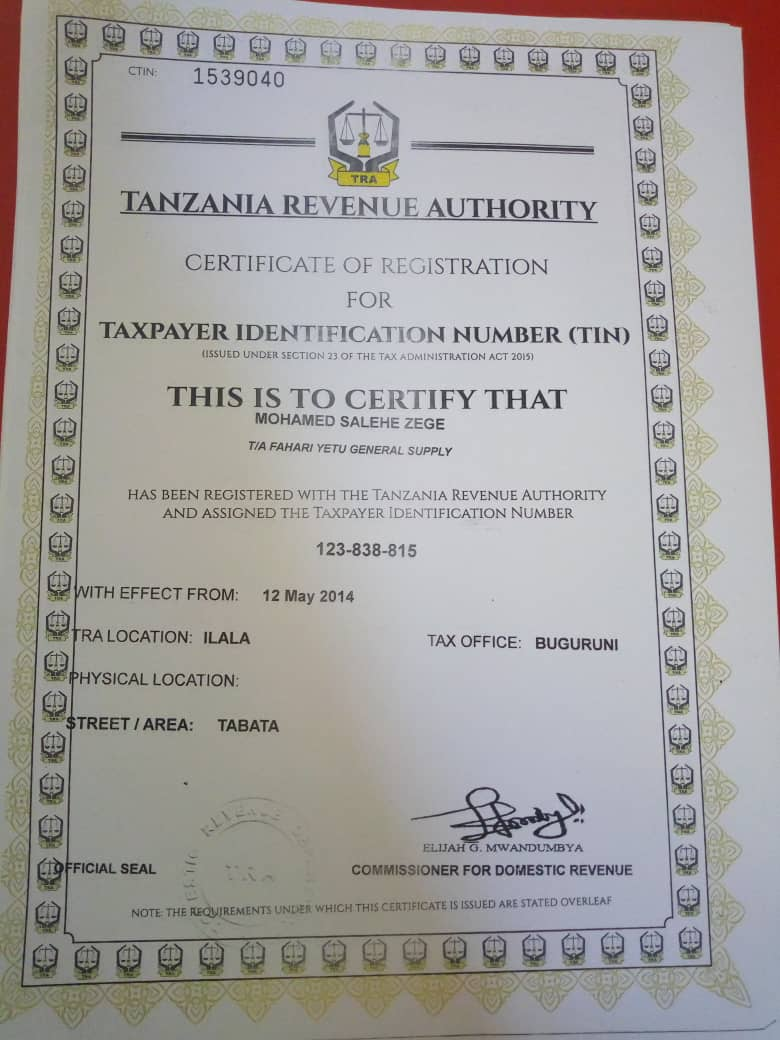 CTIN: 1539040
TRA
TANZANIA REVENUE AUTHORITY
CERTIFICATE OF REGISTRATION
FOR
TAXPAYER IDENTIFICATION NUMBER (TIN)
(ISSUED UNDER SECTION 23 OF THE TAX ADMINISTRATION ACT 2015)
THIS IS TO CERTIFY THAT
MOHAMED SALEHE ZEGE
T/A FAHARI YETU GENERAL SUPPLY
HAS BEEN REGISTERED WITH THE TANZANIA REVENUE AUTHORITY
AND ASSIGNED THE TAXPAYER IDENTIFICATION NUMBER
123-838-815
WITH EFFECT FROM: 12 May 2014
TRA LOCATION: ILALA TAX OFFICE: BUGURUNI
PHYSICAL LOCATION:
STREET / AREA: TABATA
ELIJAH G. MWANDUMBYA
OFFICIAL SEAL COMMISSIONER FOR DOMESTIC REVENUE
NOTE: THE REQUIREMENTS UNDER WHICH THIS CERTIFICATE IS ISSUED ARE STATED OVERLEAF